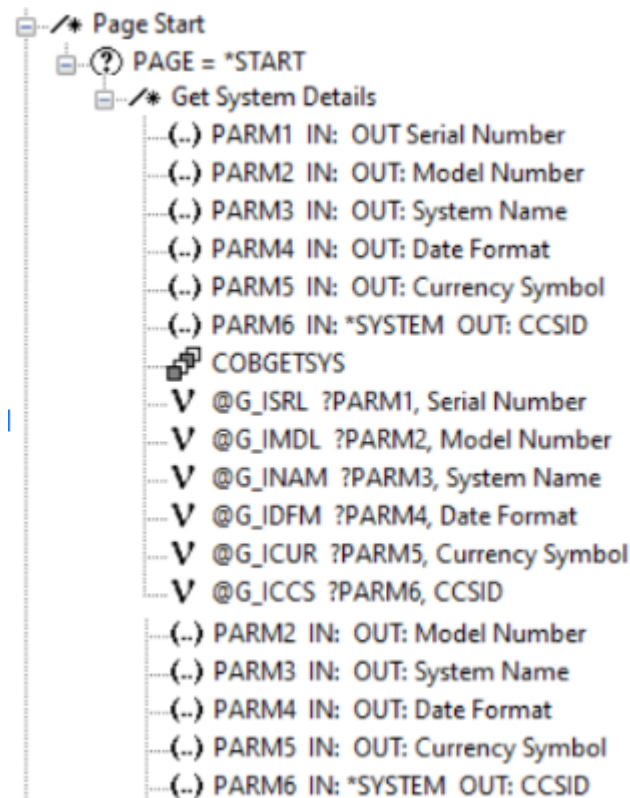 /* Page Start
PAGE = *START
/* Get System Details
(..) PARM1 IN: OUT Serial Number
(..) PARM2 IN: OUT: Model Number
(..) PARM3 IN: OUT: System Name
(..) PARM4 IN: OUT: Date Format
(..) PARM5 IN: OUT: Currency Symbol
(..) PARM6 IN: *SYSTEM OUT: CCSID
COBGETSYS
V @G_ISRL ?PARM1, Serial Number
V @G_IMDL ?PARM2, Model Number
V @G_INAM ?PARM3, System Name
V @G_IDFM ?PARM4, Date Format
V @G_ICUR ?PARM5, Currency Symbol
V @G_ICCS ?PARM6, CCSID
(..) PARM2 IN: OUT: Model Number
(..) PARM3 IN: OUT: System Name
(..) PARM4 IN: OUT: Date Format
(..) PARM5 IN: OUT: Currency Symbol
(..) PARM6 IN: *SYSTEM OUT: CCSID